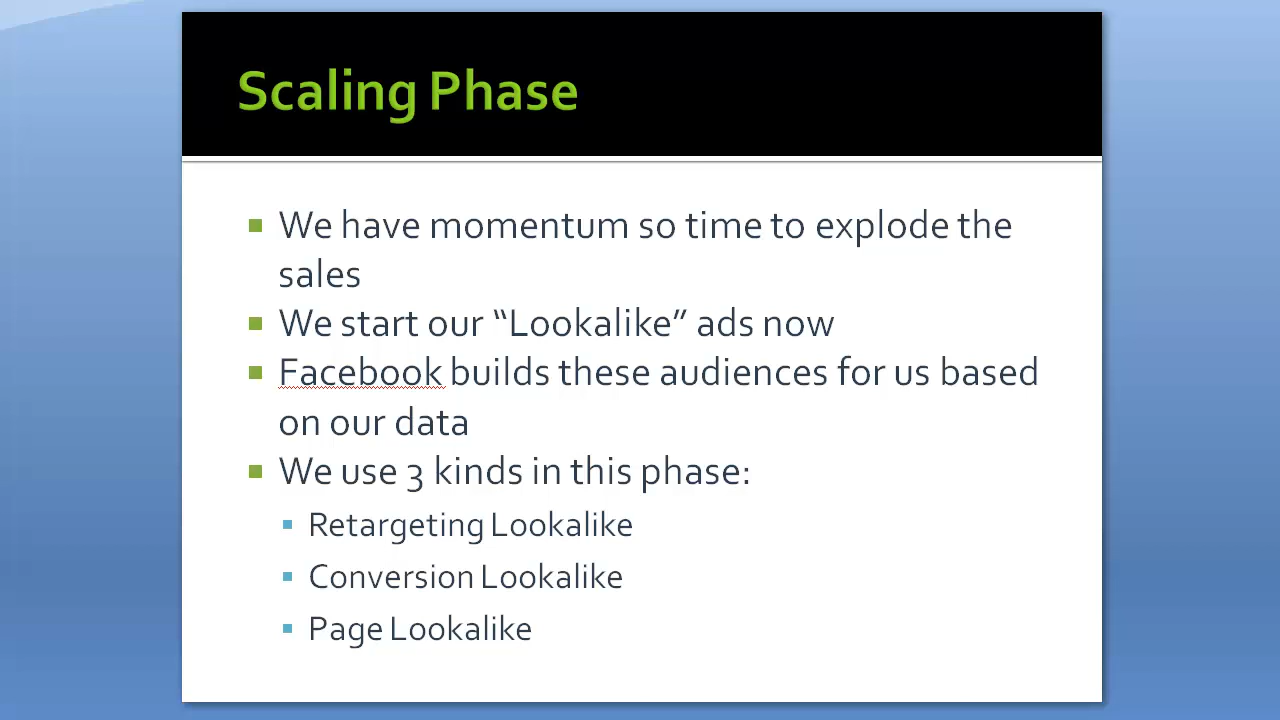 Scaling Phase
We have momentum so time to explode the
sales
We start our “Lookalike” ads now
Facebook builds these audiences for us based
on our data
We use 3 kinds in this phase:
Retargeting Lookalike
Conversion Lookalike
Page Lookalike